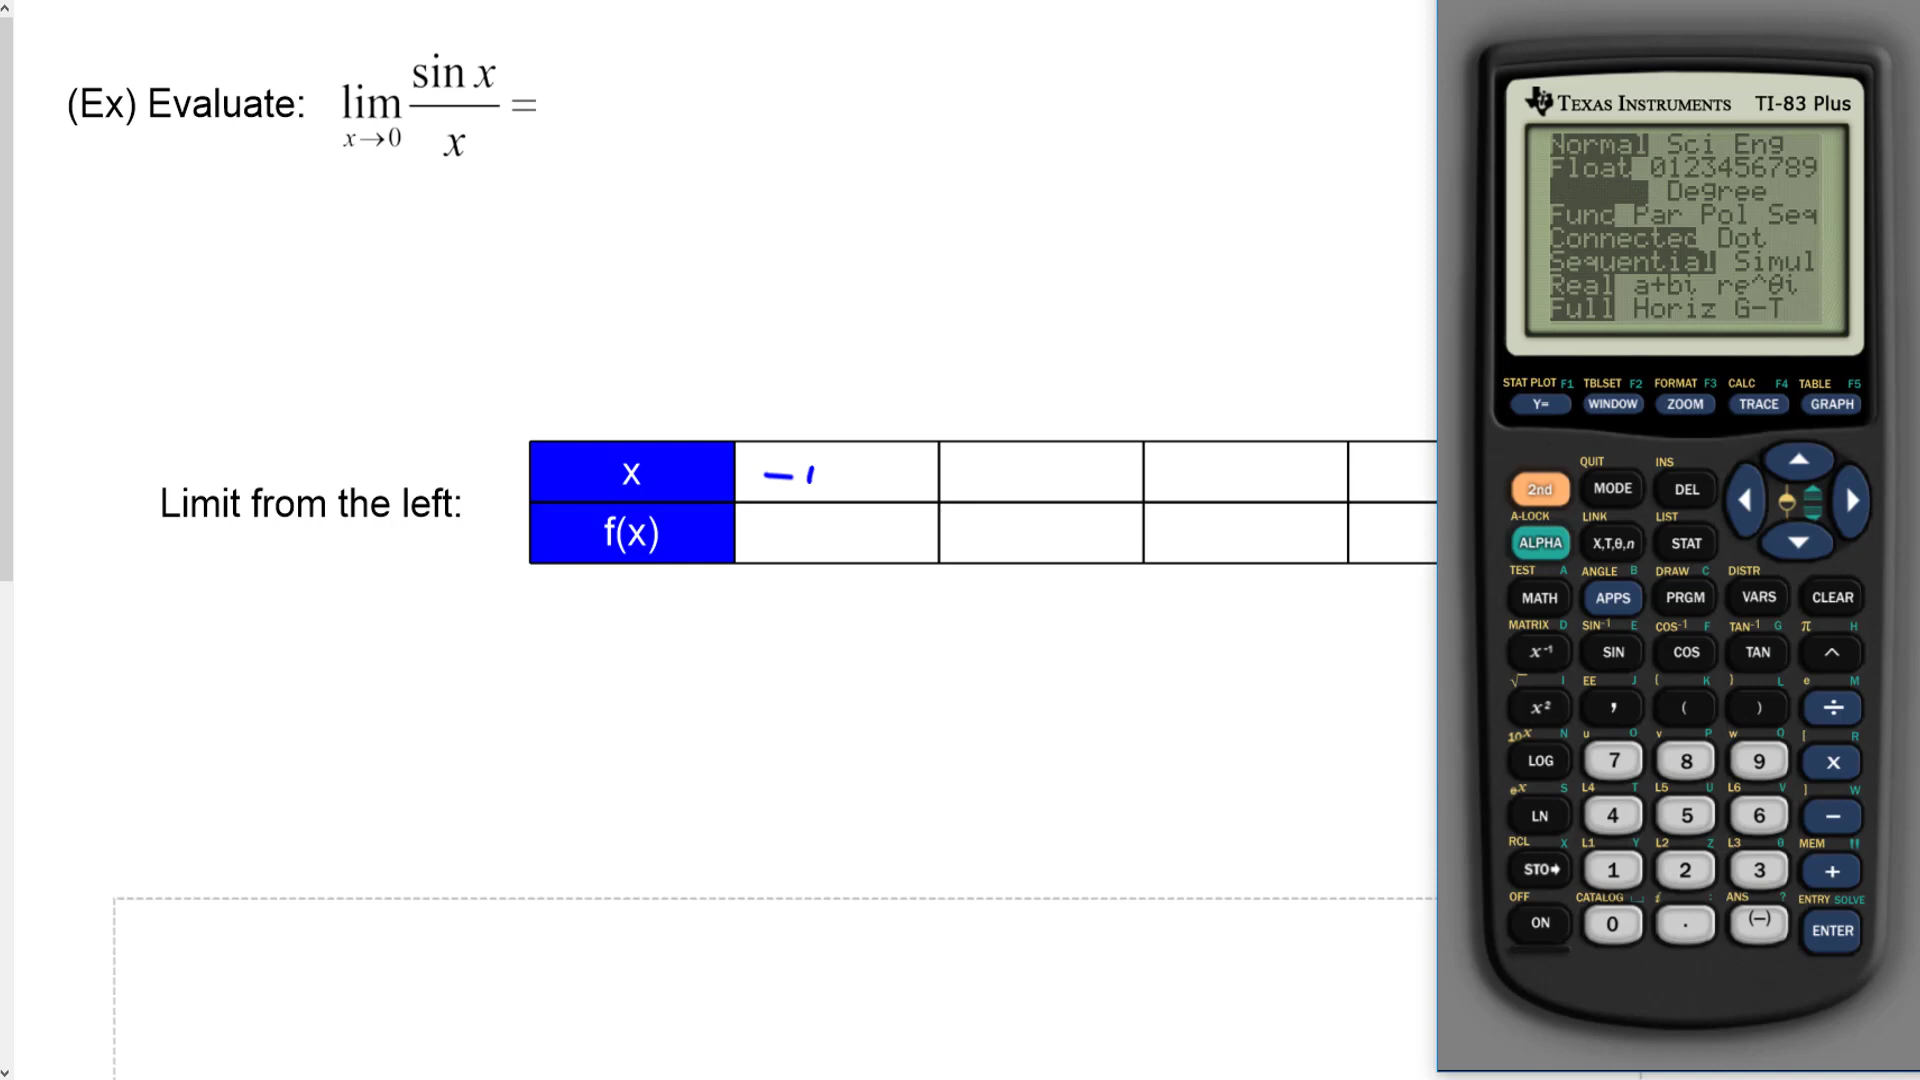 (Ex) Evaluate: lim x→0 sin x / x =
Limit from the left:
x −1
f(x)
TEXAS INSTRUMENTS TI-83 Plus
Normal Sci Eng
Float 0123456789
Degree
Func Par Pol Seq
Connected Dot
Sequential Simul
Real a+bi re^θi
Full Horiz G-T
STAT PLOT F1 TBLSET F2 FORMAT F3 CALC F4 TABLE F5
Y= WINDOW ZOOM TRACE GRAPH
QUIT INS
2nd MODE DEL
A-LOCK LINK LIST
ALPHA X,T,θ,n STAT
TEST A ANGLE B DRAW C DISTR
MATH APPS PRGM VARS CLEAR
MATRIX D SIN-1 E COS-1 F TAN-1 G π H
x-1 SIN COS TAN ^
√ I EE J { K } L e M
x² , ( ) ÷
10x N u O v P w Q [ R
LOG 7 8 9 x
ex S L4 T L5 U L6 V ] W
LN 4 5 6 −
RCL X L1 Y L2 Z L3 θ MEM "
STO➧ 1 2 3 +
OFF CATALOG ⎵ i : ANS ? ENTRY SOLVE
ON 0 . (−) ENTER